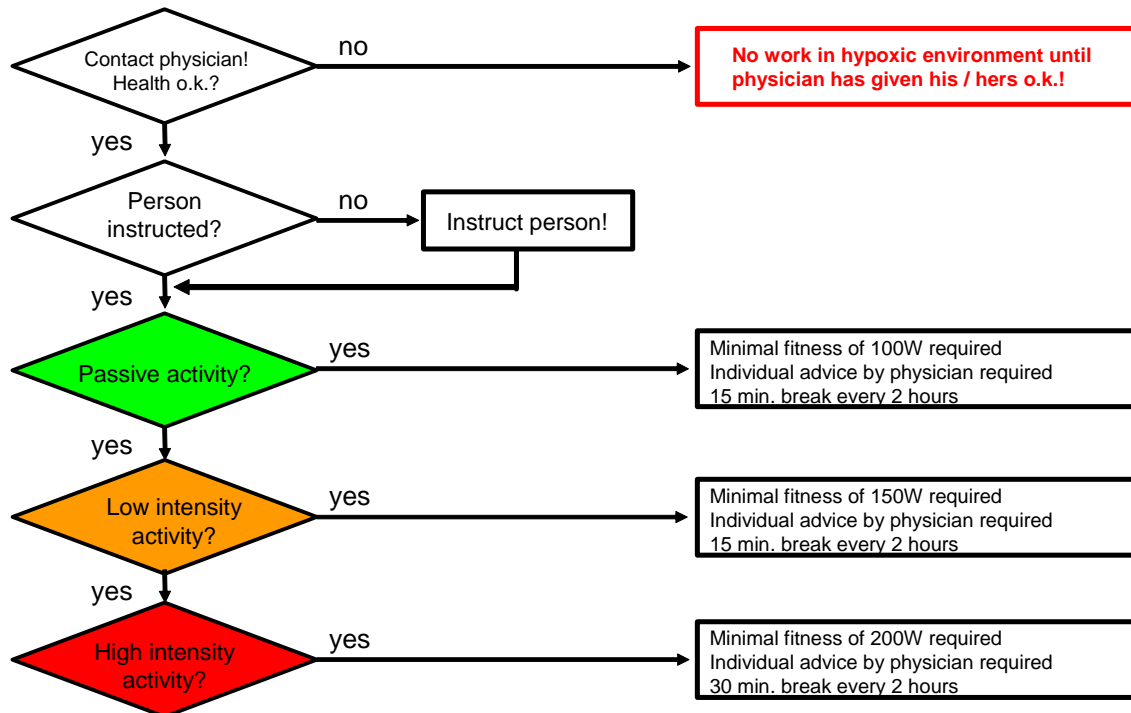 Contact physician!
Health o.k.?
no
No work in hypoxic environment until
physician has given his / hers o.k.!
yes
Person
instructed?
no
Instruct person!
yes
Passive activity?
yes
Minimal fitness of 100W required
Individual advice by physician required
15 min. break every 2 hours
yes
Low intensity
activity?
yes
Minimal fitness of 150W required
Individual advice by physician required
15 min. break every 2 hours
yes
High intensity
activity?
yes
Minimal fitness of 200W required
Individual advice by physician required
30 min. break every 2 hours